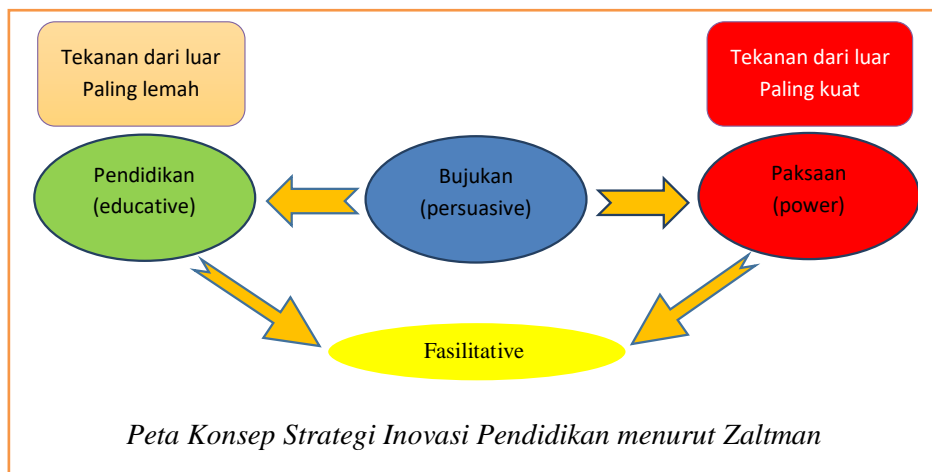 Tekanan dari luar
Paling lemah
Tekanan dari luar
Paling kuat
Pendidikan
(educative)
Bujukan
(persuasive)
Paksaan
(power)
Fasilitative
Peta Konsep Strategi Inovasi Pendidikan menurut Zaltman